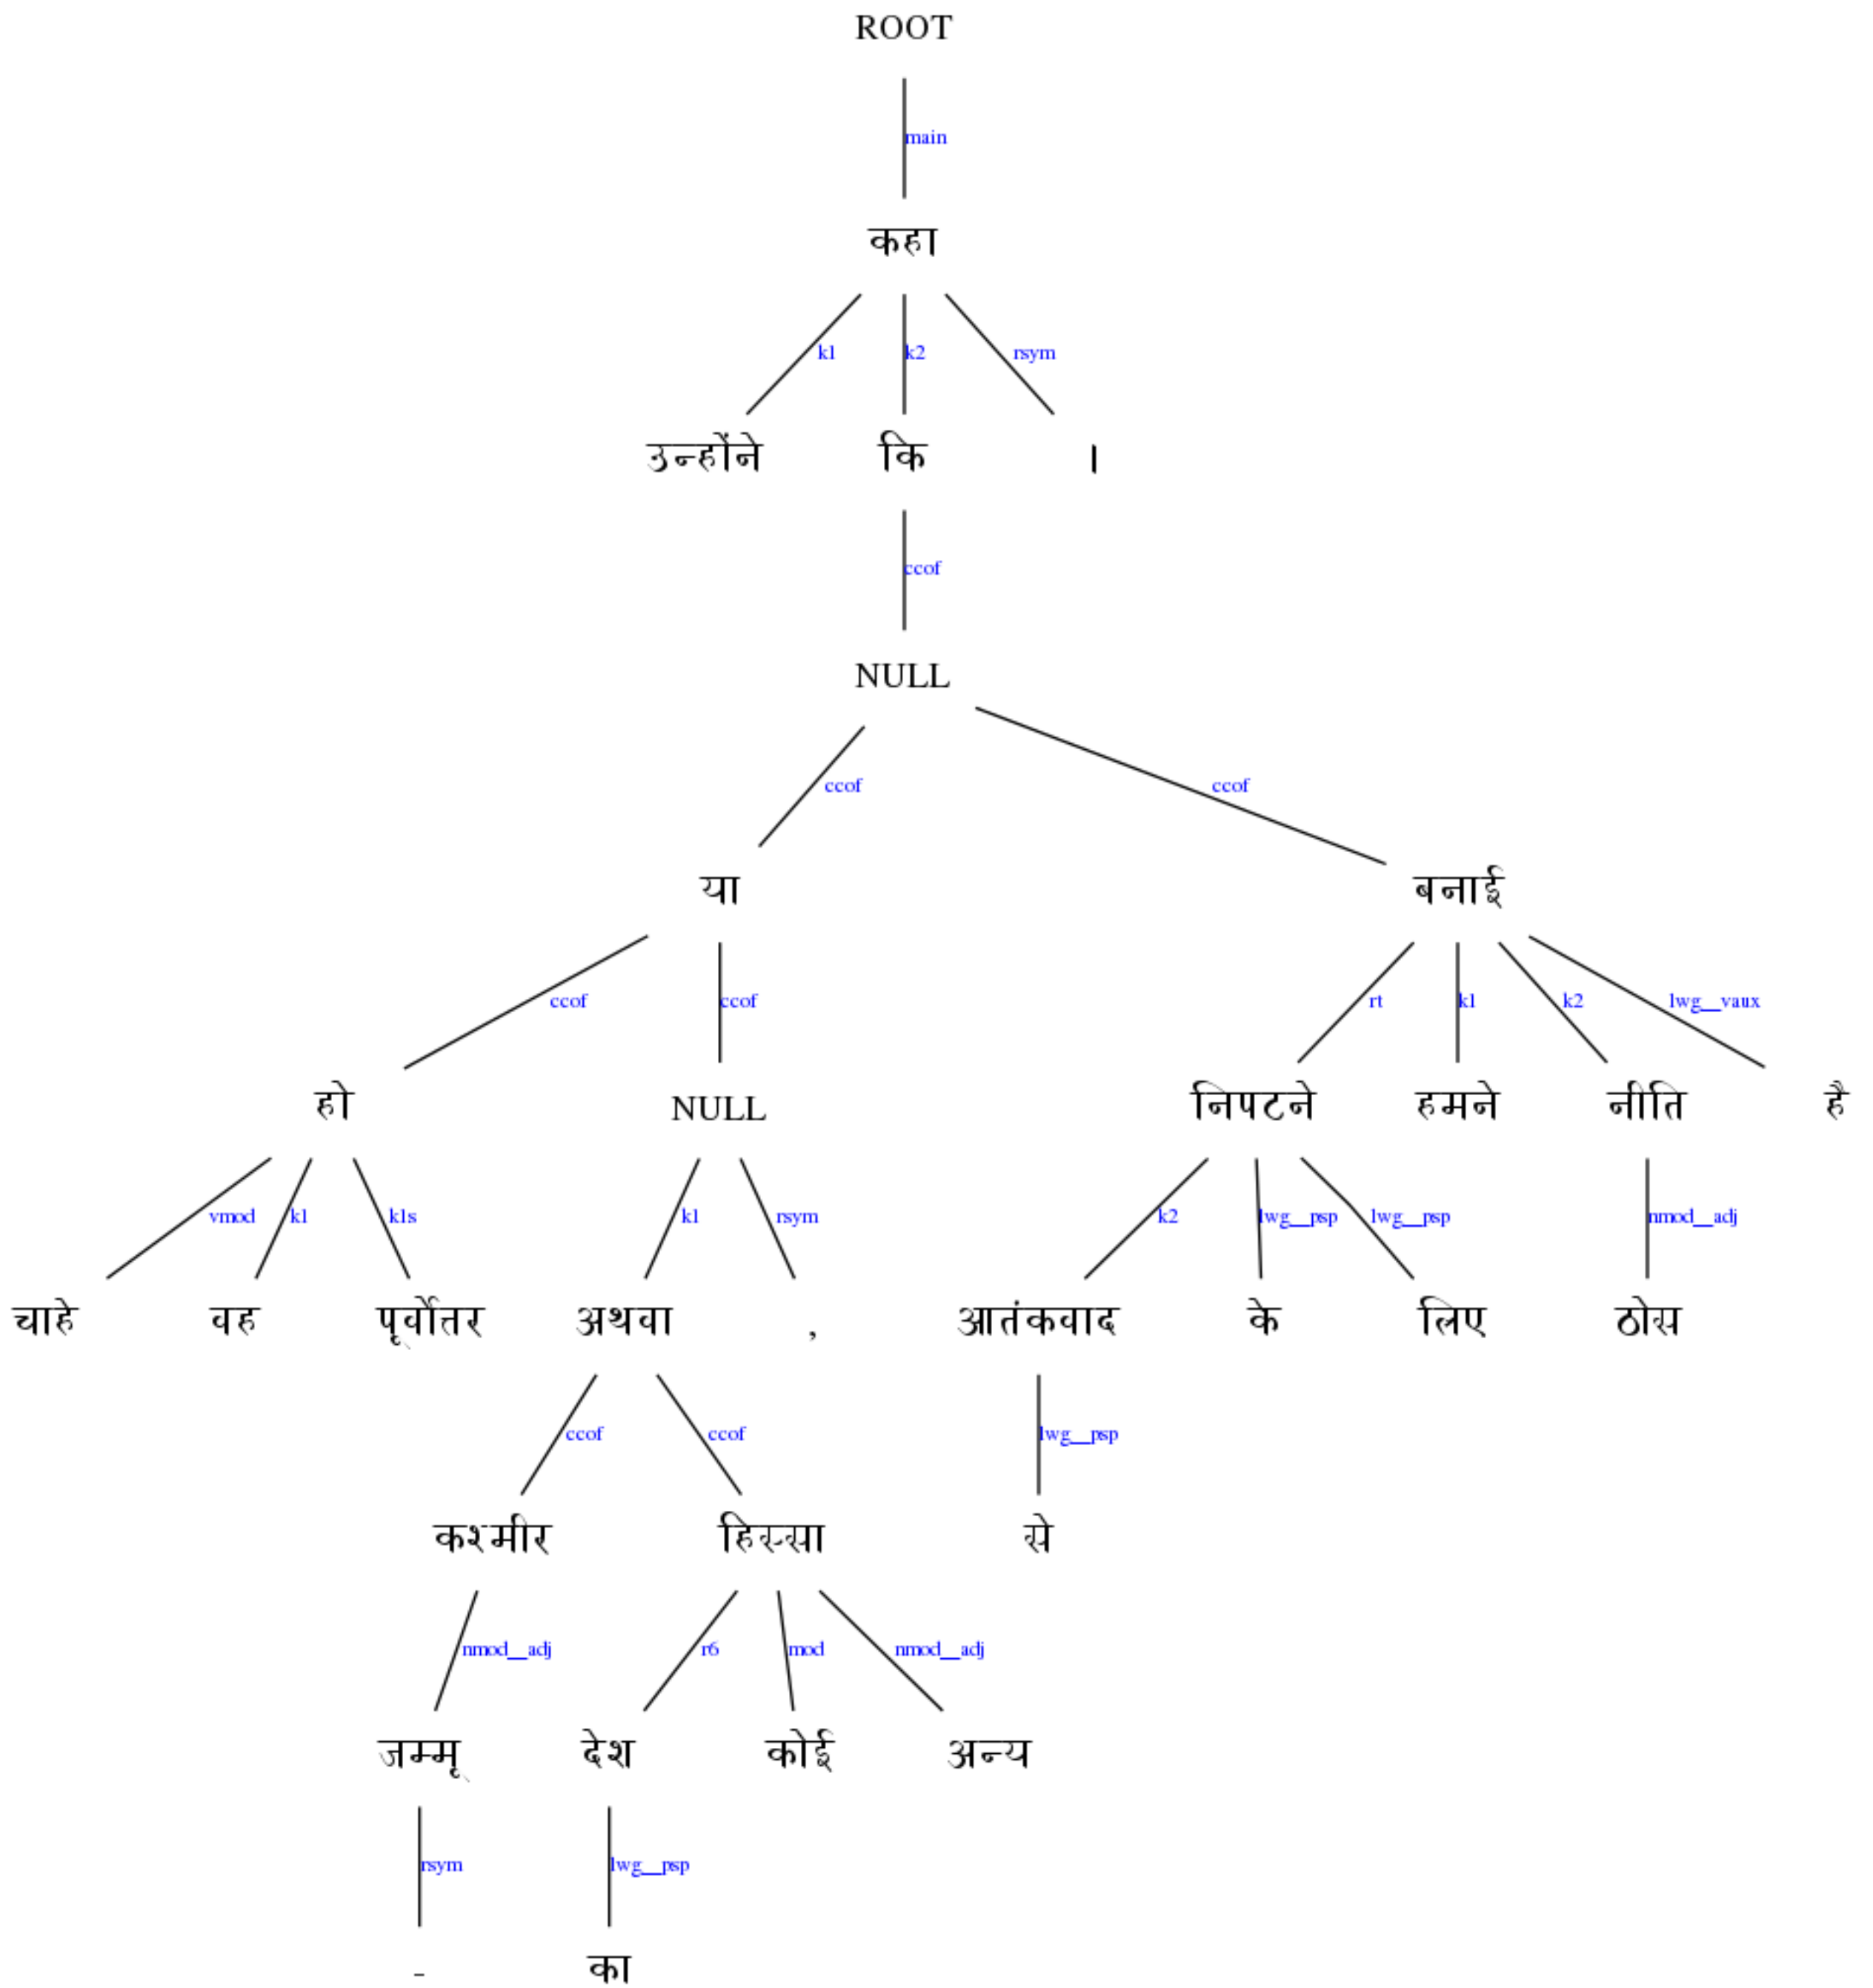 ROOT
main
कहा
k1 k2 rsym
उन्होंने कि ।
ccof
NULL
ccof ccof
या बनाई
ccof ccof rt k1 k2 lwg__vaux
हो NULL निपटने हमने नीति है
vmod k1 k1s k1 rsym k2 lwg__psp lwg__psp nmod__adj
चाहे वह पूर्वोत्तर अथवा , आतंकवाद के लिए ठोस
ccof ccof lwg__psp
कश्मीर हिस्सा से
nmod__adj r6 mod nmod__adj
जम्मू देश कोई अन्य
rsym lwg__psp
- का